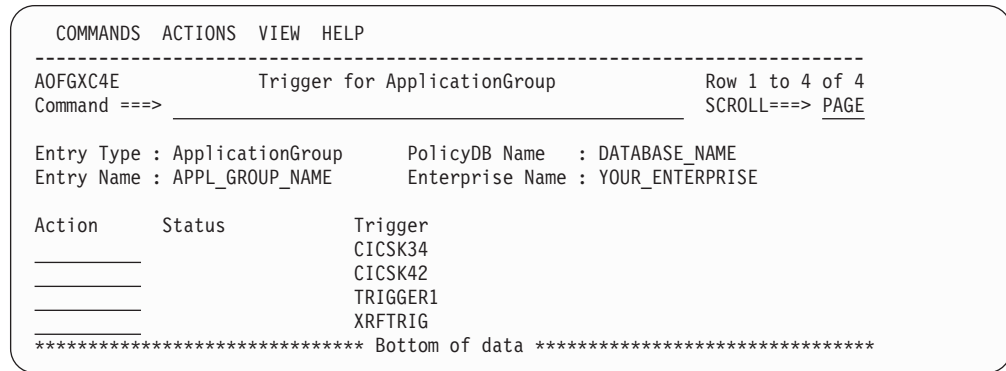 COMMANDS ACTIONS VIEW HELP
-------------------------------------------------------------------------------
AOFGXC4E Trigger for ApplicationGroup Row 1 to 4 of 4
Command ===> SCROLL===> PAGE
Entry Type : ApplicationGroup PolicyDB Name : DATABASE_NAME
Entry Name : APPL_GROUP_NAME Enterprise Name : YOUR_ENTERPRISE
Action Status Trigger
CICSK34
CICSK42
TRIGGER1
XRFTRIG
******************************* Bottom of data ********************************